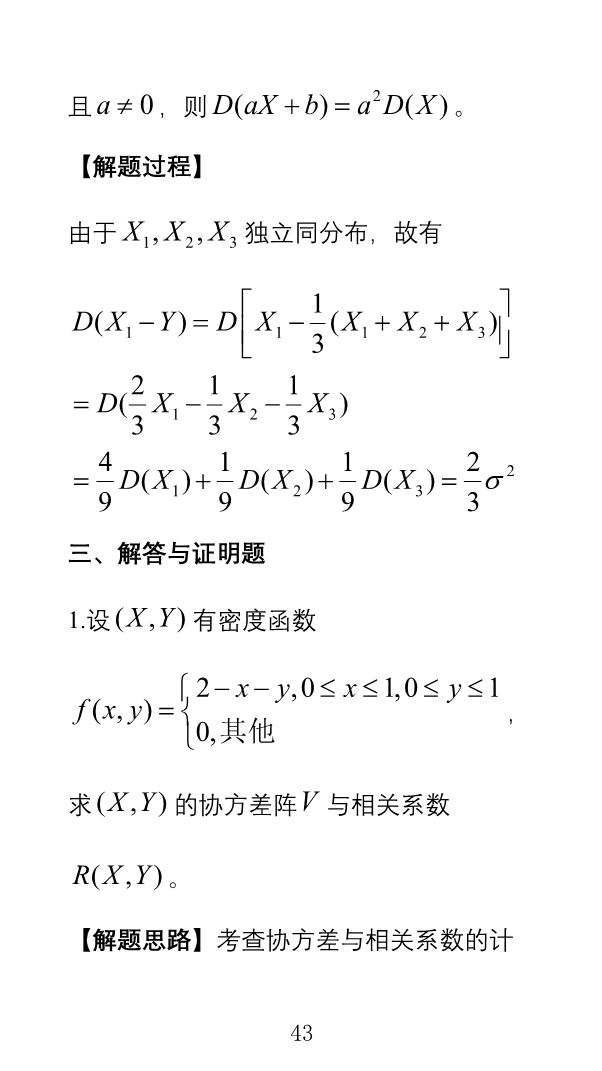 且 $a \neq 0$，则 $D(aX+b)=a^{2}D(X)$。
【解题过程】
由于 $X_1, X_2, X_3$ 独立同分布，故有
$D(X_1-Y)=D\left[X_1-\frac{1}{3}(X_1+X_2+X_3)\right]$
$=D(\frac{2}{3}X_1-\frac{1}{3}X_2-\frac{1}{3}X_3)$
$=\frac{4}{9}D(X_1)+\frac{1}{9}D(X_2)+\frac{1}{9}D(X_3)=\frac{2}{3}\sigma^{2}$
三、解答与证明题
1.设 $(X,Y)$ 有密度函数
$f(x,y)=\begin{cases}2-x-y,0\leq x\leq 1,0\leq y\leq 1\\0,其他\end{cases}$，
求 $(X,Y)$ 的协方差阵 $V$ 与相关系数
$R(X,Y)$。
【解题思路】考查协方差与相关系数的计
43